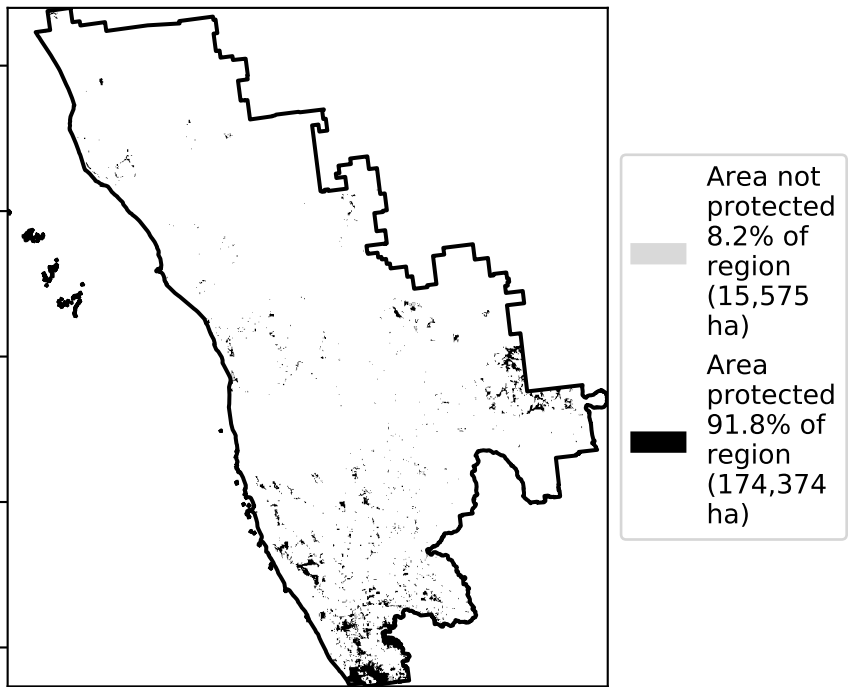 Area not
protected
8.2% of
region
(15,575
ha)
Area
protected
91.8% of
region
(174,374
ha)